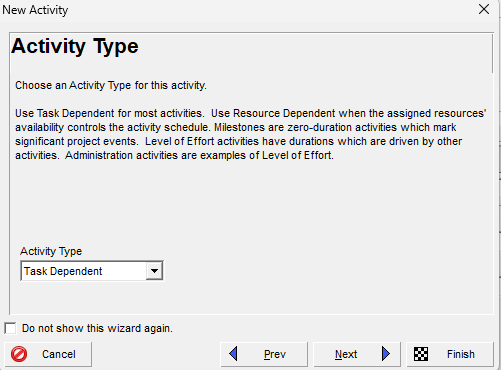 New Activity
Activity Type
Choose an Activity Type for this activity.
Use Task Dependent for most activities.  Use Resource Dependent when the assigned resources'
availability controls the activity schedule. Milestones are zero-duration activities which mark
significant project events.  Level of Effort activities have durations which are driven by other
activities.  Administration activities are examples of Level of Effort.
Activity Type
Task Dependent
Do not show this wizard again.
Cancel Prev Next Finish